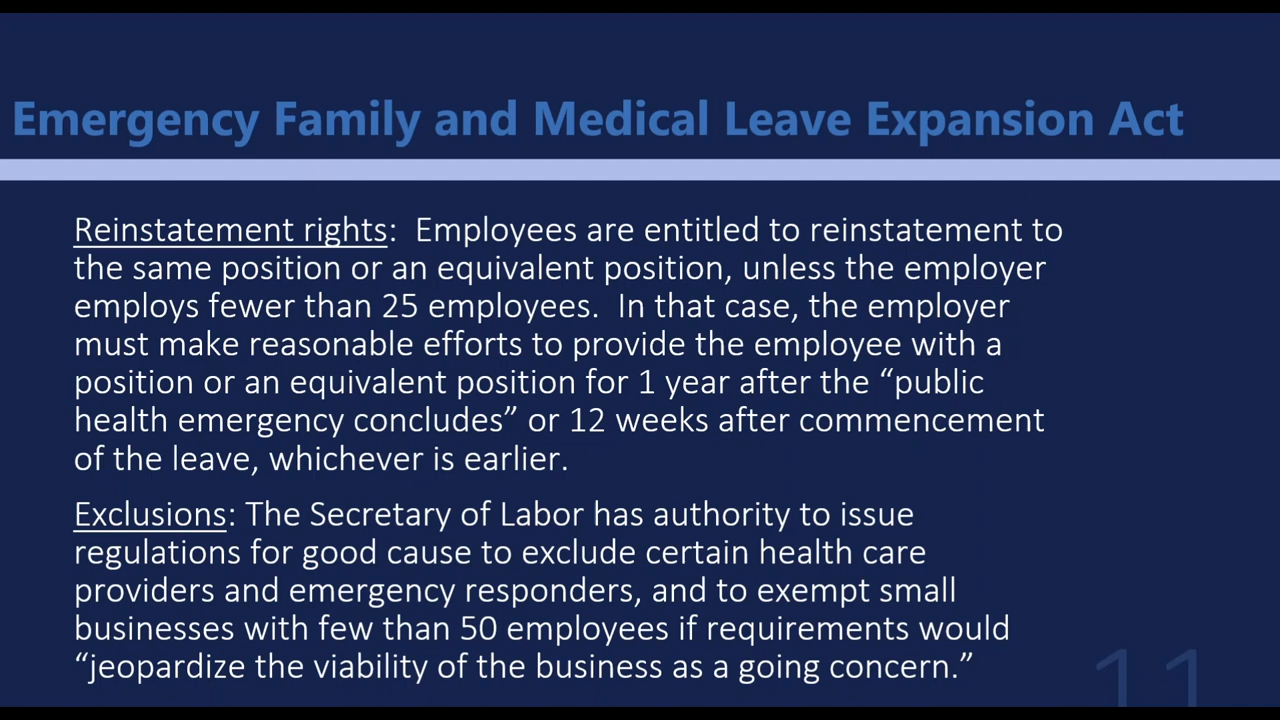 Emergency Family and Medical Leave Expansion Act
Reinstatement rights:  Employees are entitled to reinstatement to
the same position or an equivalent position, unless the employer
employs fewer than 25 employees.  In that case, the employer
must make reasonable efforts to provide the employee with a
position or an equivalent position for 1 year after the “public
health emergency concludes” or 12 weeks after commencement
of the leave, whichever is earlier.
Exclusions: The Secretary of Labor has authority to issue
regulations for good cause to exclude certain health care
providers and emergency responders, and to exempt small
businesses with few than 50 employees if requirements would
“jeopardize the viability of the business as a going concern.”
11